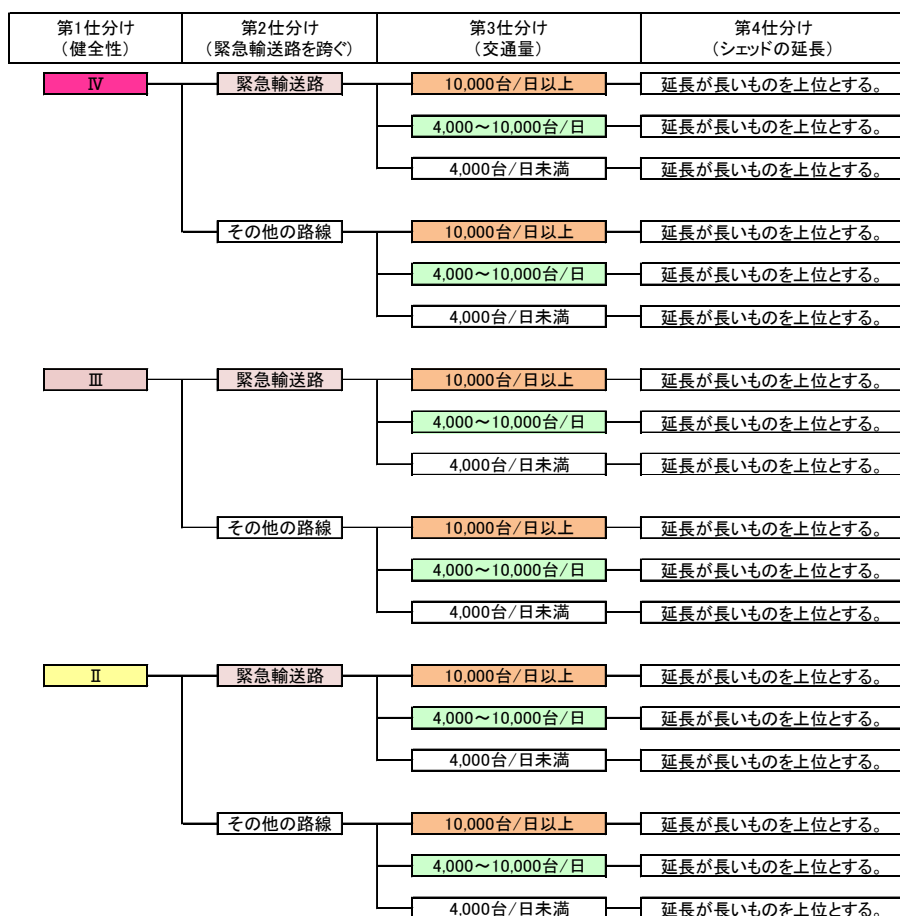 第1仕分け
(健全性)
第2仕分け
(緊急輸送路を跨ぐ)
第3仕分け
(交通量)
第4仕分け
(シェッドの延長)
Ⅳ
緊急輸送路
10,000台/日以上
延長が長いものを上位とする。
4,000～10,000台/日
延長が長いものを上位とする。
4,000台/日未満
延長が長いものを上位とする。
その他の路線
10,000台/日以上
延長が長いものを上位とする。
4,000～10,000台/日
延長が長いものを上位とする。
4,000台/日未満
延長が長いものを上位とする。
Ⅲ
緊急輸送路
10,000台/日以上
延長が長いものを上位とする。
4,000～10,000台/日
延長が長いものを上位とする。
4,000台/日未満
延長が長いものを上位とする。
その他の路線
10,000台/日以上
延長が長いものを上位とする。
4,000～10,000台/日
延長が長いものを上位とする。
4,000台/日未満
延長が長いものを上位とする。
Ⅱ
緊急輸送路
10,000台/日以上
延長が長いものを上位とする。
4,000～10,000台/日
延長が長いものを上位とする。
4,000台/日未満
延長が長いものを上位とする。
その他の路線
10,000台/日以上
延長が長いものを上位とする。
4,000～10,000台/日
延長が長いものを上位とする。
4,000台/日未満
延長が長いものを上位とする。